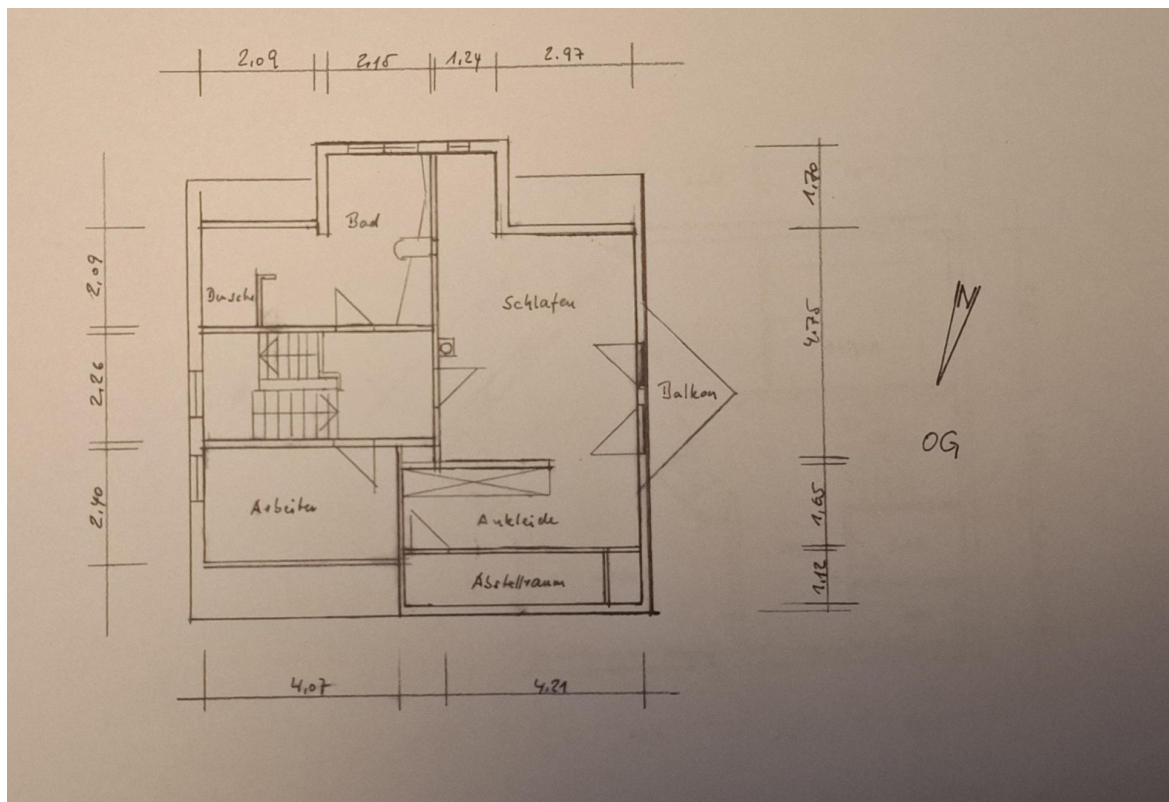 2,09
2,15
1,24
2.97
Bad
1,70
2,09
Dusche
Schlafen
4.75
N
2,26
Balkon
OG
2,40
Arbeiten
Ankleide
1,65
Abstellraum
1,12
4,07
4,21